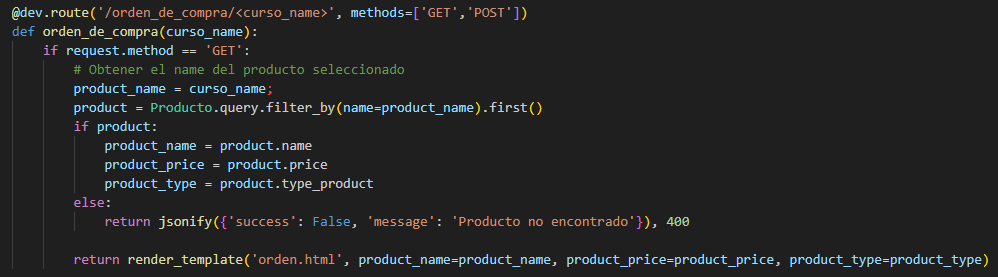 @dev.route('/orden_de_compra/<curso_name>', methods=['GET','POST'])
def orden_de_compra(curso_name):
    if request.method == 'GET':
        # Obtener el name del producto seleccionado
        product_name = curso_name;
        product = Producto.query.filter_by(name=product_name).first()
        if product:
            product_name = product.name
            product_price = product.price
            product_type = product.type_product
        else:
            return jsonify({'success': False, 'message': 'Producto no encontrado'}), 400

        return render_template('orden.html', product_name=product_name, product_price=product_price, product_type=product_type)